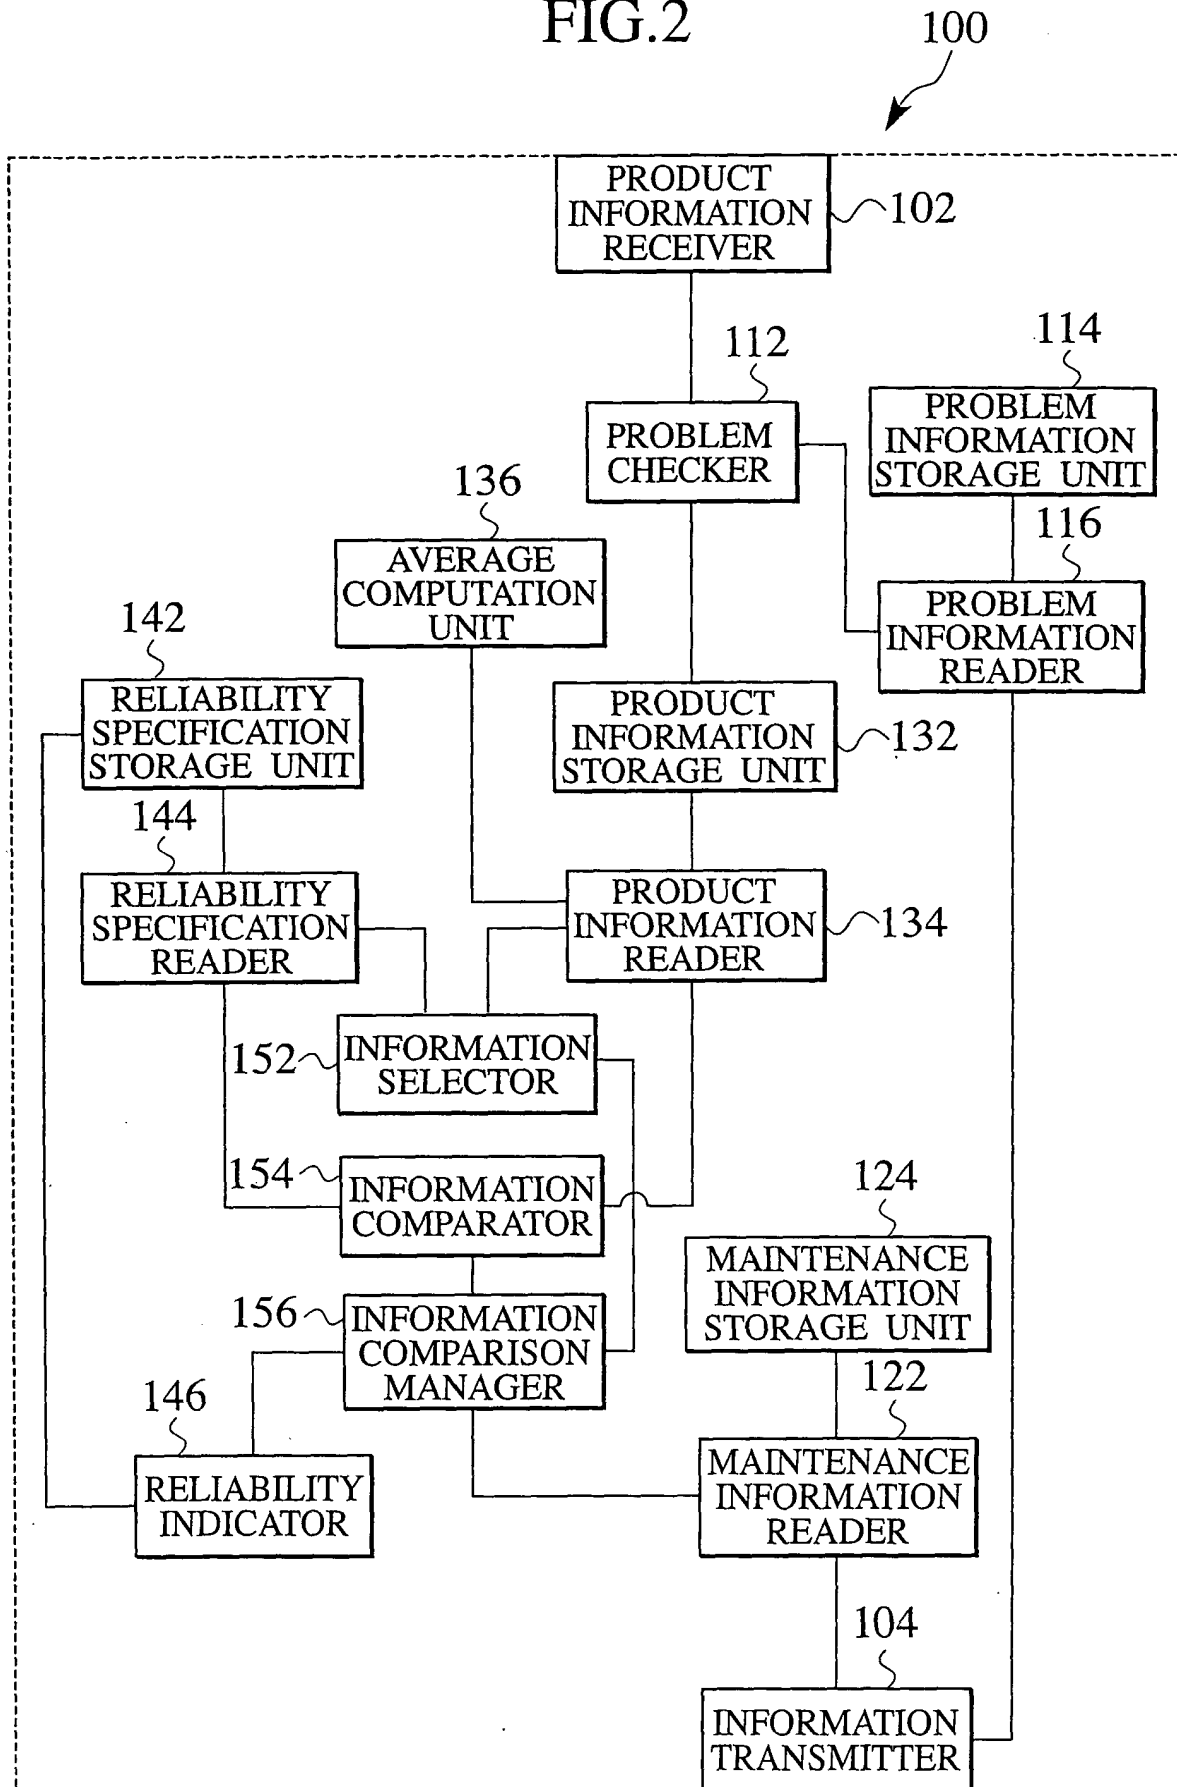 FIG.2
100
PRODUCT
INFORMATION
RECEIVER
102
112
PROBLEM
CHECKER
114
PROBLEM
INFORMATION
STORAGE UNIT
116
PROBLEM
INFORMATION
READER
136
AVERAGE
COMPUTATION
UNIT
142
RELIABILITY
SPECIFICATION
STORAGE UNIT
PRODUCT
INFORMATION
STORAGE UNIT
132
144
RELIABILITY
SPECIFICATION
READER
PRODUCT
INFORMATION
READER
134
152
INFORMATION
SELECTOR
154
INFORMATION
COMPARATOR
124
MAINTENANCE
INFORMATION
STORAGE UNIT
156
INFORMATION
COMPARISON
MANAGER
122
MAINTENANCE
INFORMATION
READER
146
RELIABILITY
INDICATOR
104
INFORMATION
TRANSMITTER